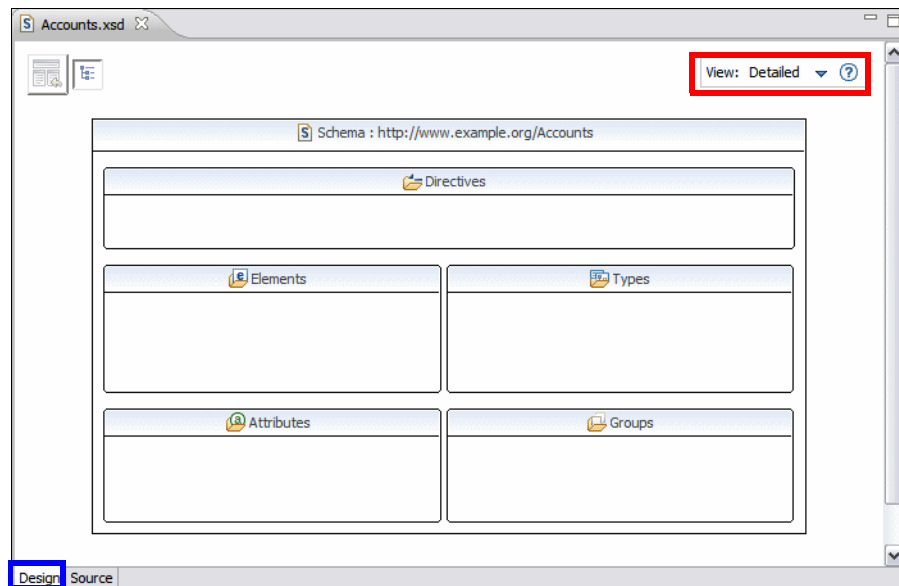 Accounts.xsd
View: Detailed
Schema : http://www.example.org/Accounts
Directives
Elements
Types
Attributes
Groups
Design Source